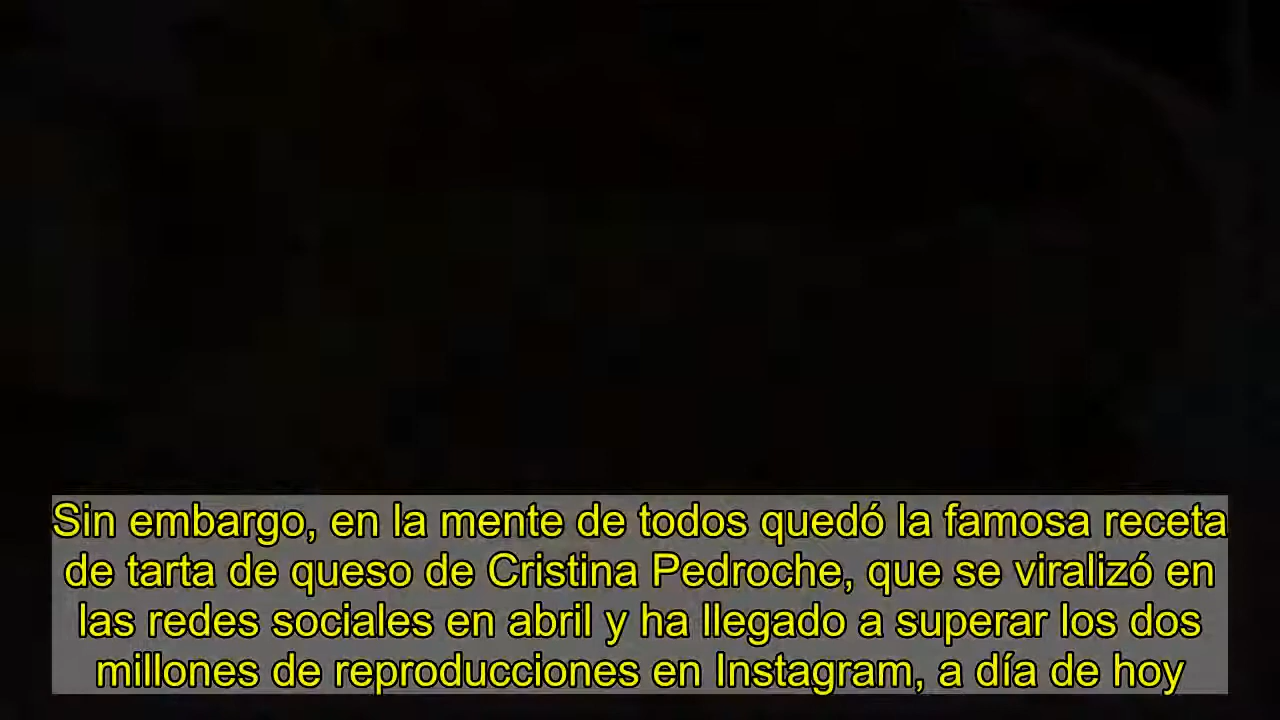 Sin embargo, en la mente de todos quedó la famosa receta
de tarta de queso de Cristina Pedroche, que se viralizó en
las redes sociales en abril y ha llegado a superar los dos
millones de reproducciones en Instagram, a día de hoy